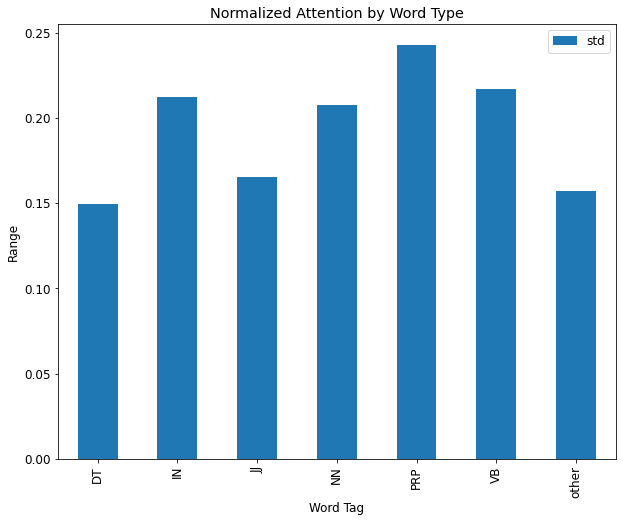 Normalized Attention by Word Type
std
Range
0.25
0.20
0.15
0.10
0.05
0.00
DT
IN
JJ
NN
PRP
VB
other
Word Tag